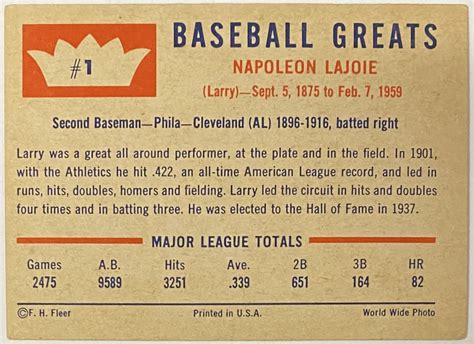 #1
BASEBALL GREATS
NAPOLEON LAJOIE
(Larry)—Sept. 5, 1875 to Feb. 7, 1959
Second Baseman—Phila—Cleveland (AL) 1896-1916, batted right
Larry was a great all around performer, at the plate and in the field. In 1901,
with the Athletics he hit .422, an all-time American League record, and led in
runs, hits, doubles, homers and fielding. Larry led the circuit in hits and doubles
four times and in batting three. He was elected to the Hall of Fame in 1937.
MAJOR LEAGUE TOTALS
Games A.B. Hits Ave. 2B 3B HR
2475 9589 3251 .339 651 164 82
©F. H. Fleer Printed in U.S.A. World Wide Photo